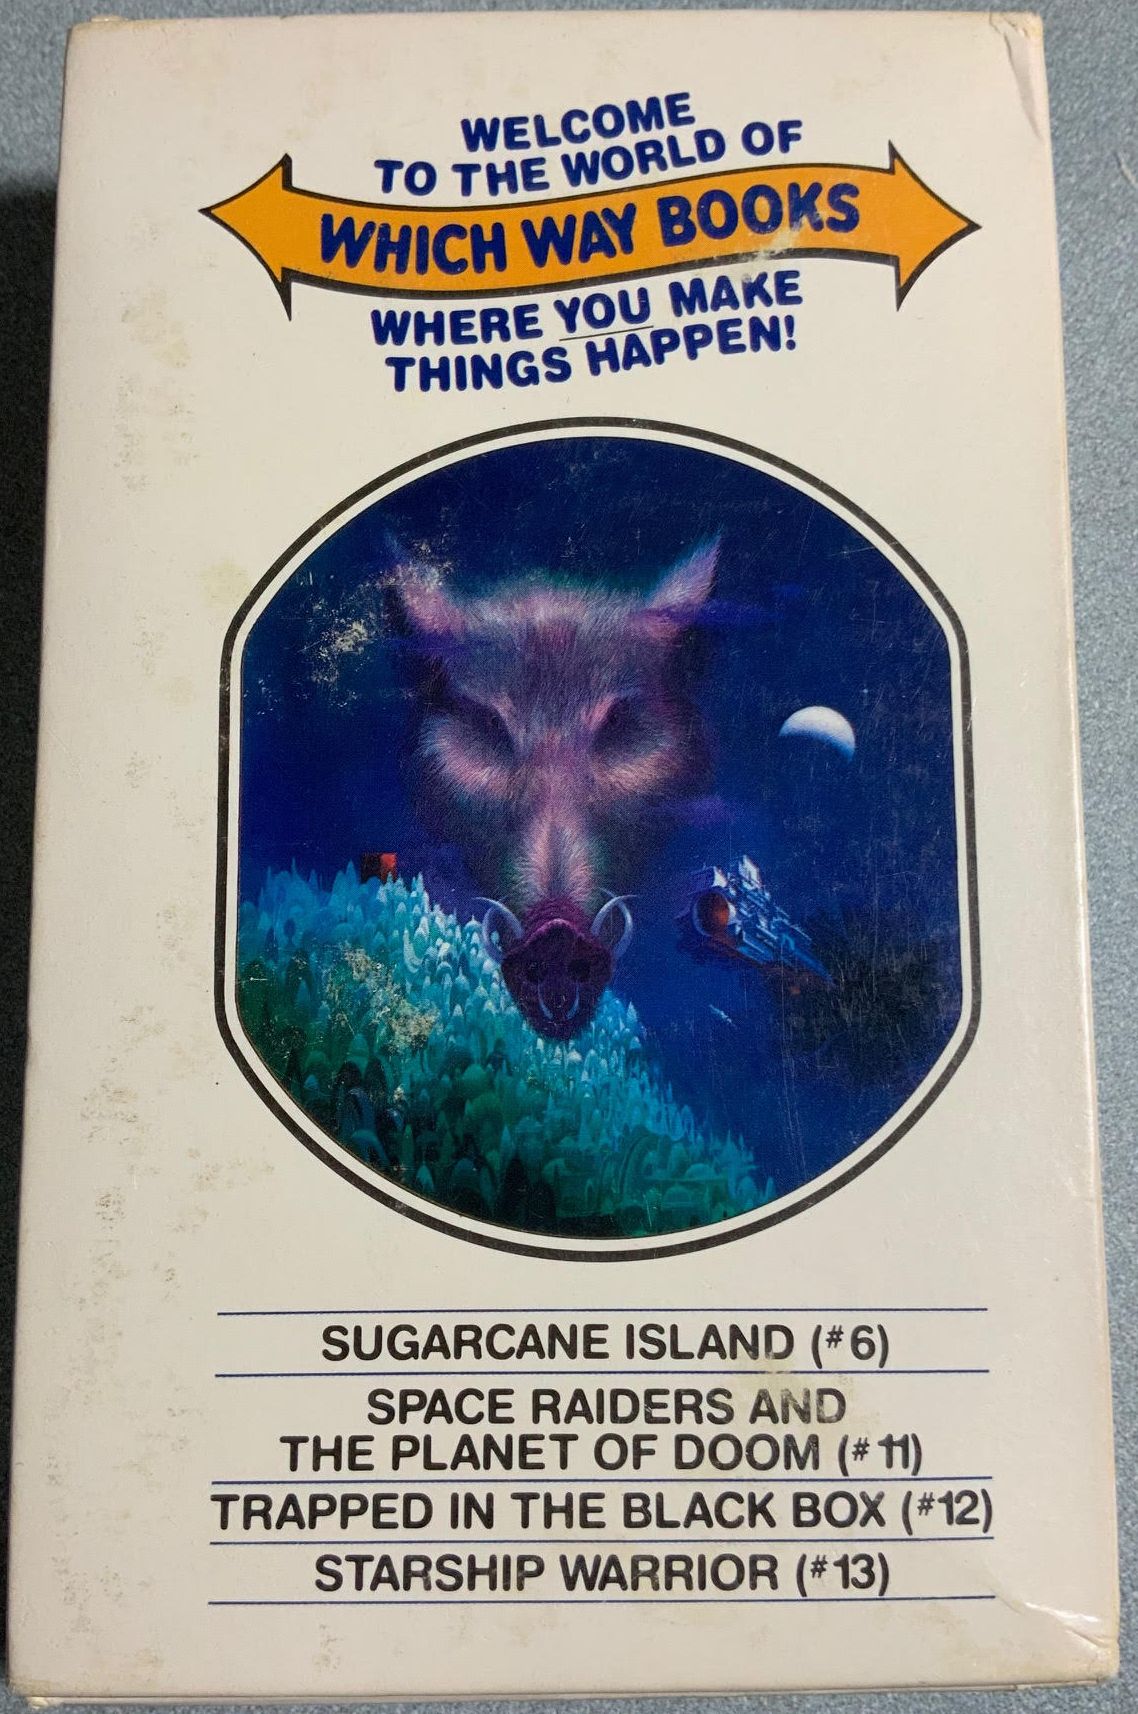 WELCOME
TO THE WORLD OF
WHICH WAY BOOKS
WHERE YOU MAKE
THINGS HAPPEN!
SUGARCANE ISLAND (#6)
SPACE RAIDERS AND
THE PLANET OF DOOM (#11)
TRAPPED IN THE BLACK BOX (#12)
STARSHIP WARRIOR (#13)